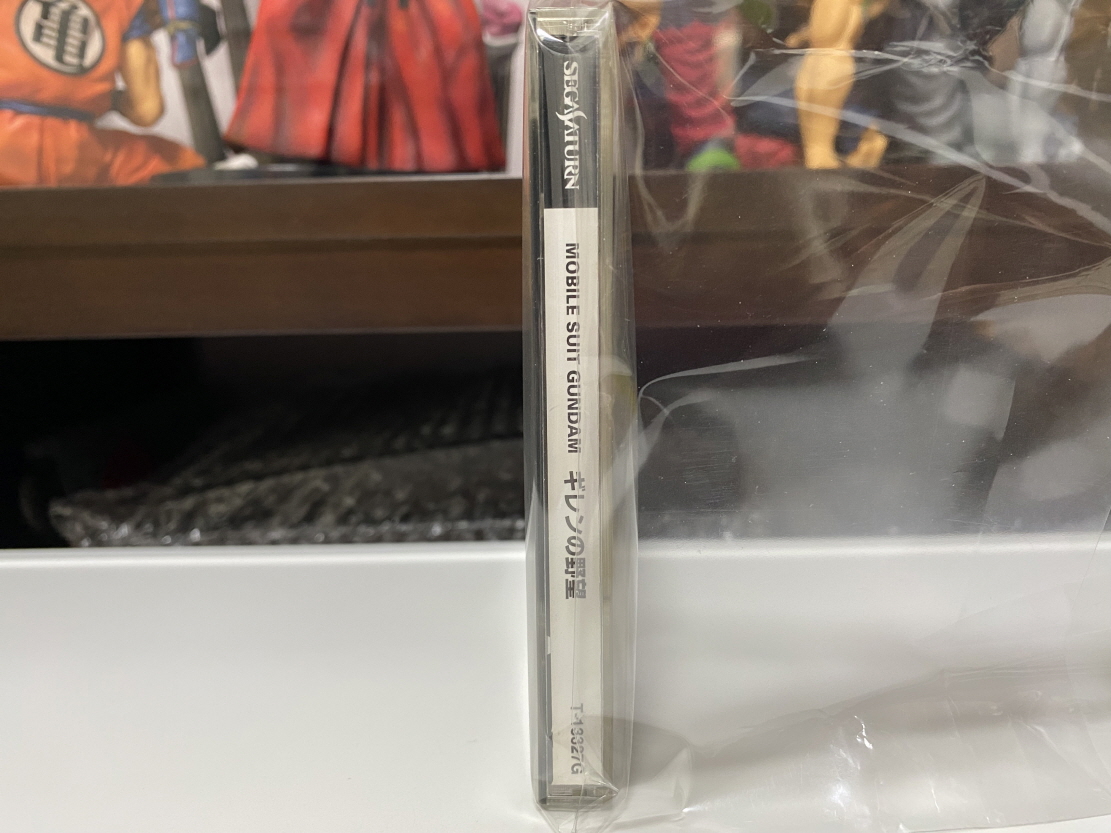 SEGA SATURN
MOBILE SUIT GUNDAM ギレンの野望
T-13327G